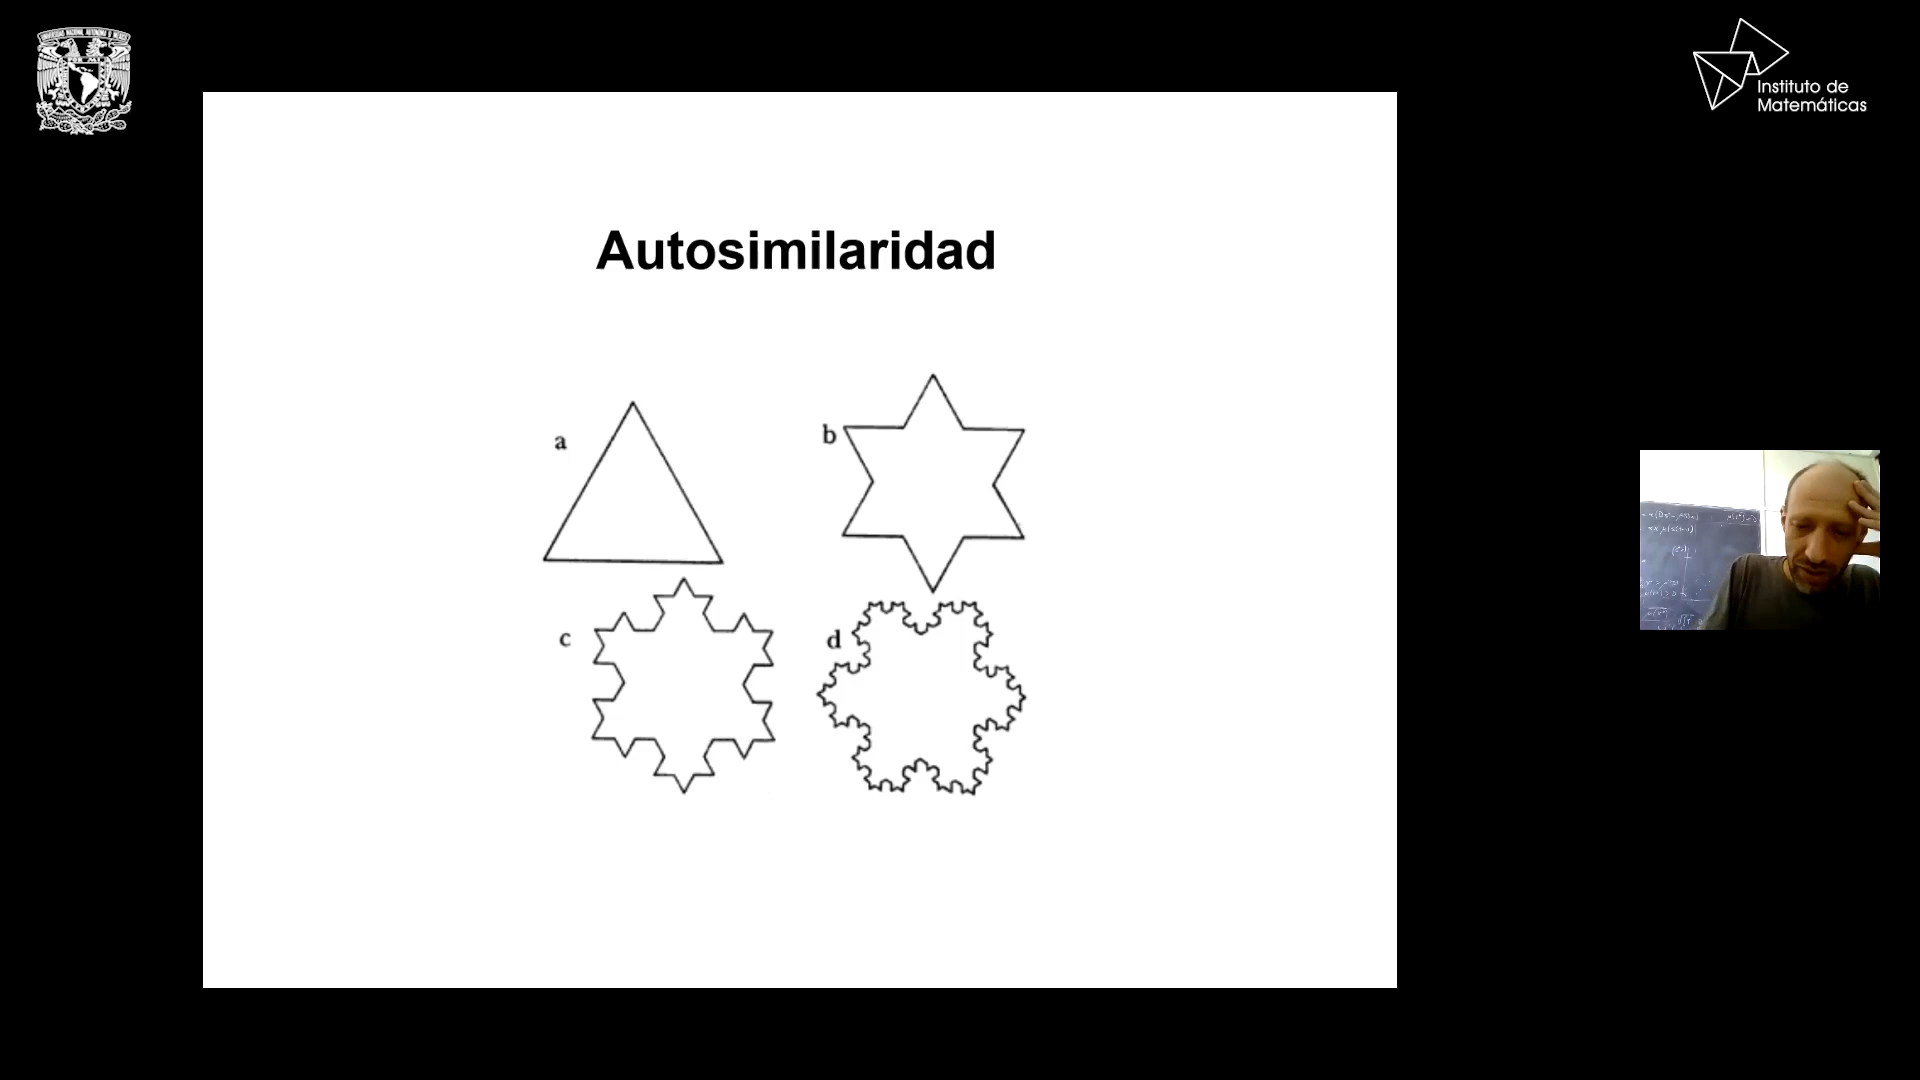 Instituto de
Matemáticas
Autosimilaridad
a
b
c
d